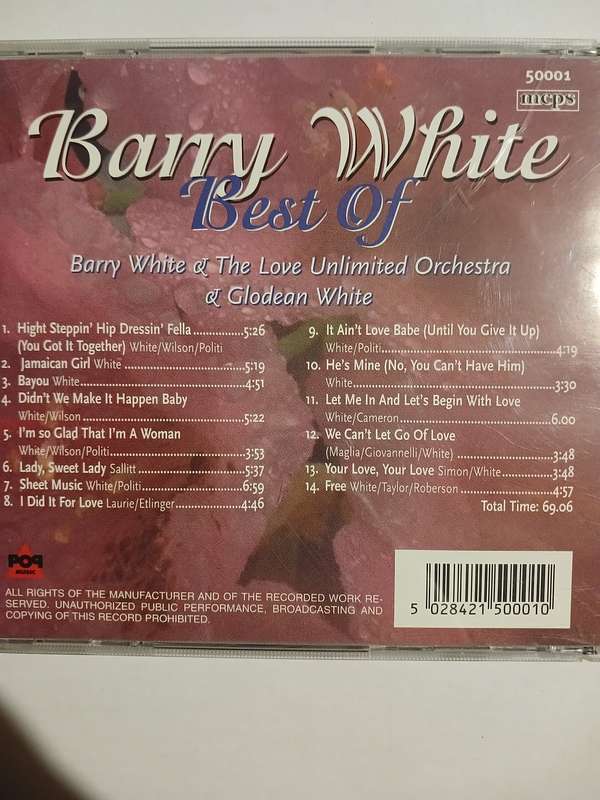 50001
mcps
Barry White
Best Of
Barry White & The Love Unlimited Orchestra
& Glodean White
1. Hight Steppin' Hip Dressin' Fella..............5:26
(You Got It Together) White/Wilson/Politi
2. Jamaican Girl White ...................................5:19
3. Bayou White................................................4:51
4. Didn't We Make It Happen Baby
White/Wilson ................................................5:22
5. I'm so Glad That I'm A Woman
White/Wilson/Politi .......................................3:53
6. Lady, Sweet Lady Sallitt .............................5:37
7. Sheet Music White/Politi............................6:59
8. I Did It For Love Laurie/Etlinger...................4:46
9. It Ain't Love Babe (Until You Give It Up)
White/Politi....................................................4:19
10. He's Mine (No, You Can't Have Him)
White............................................................3:30
11. Let Me In And Let's Begin With Love
White/Cameron ............................................6.00
12. We Can't Let Go Of Love
(Maglia/Giovannelli/White) ..........................3:48
13. Your Love, Your Love Simon/White............3:48
14. Free White/Taylor/Roberson ......................4:57
Total Time: 69.06
POP
MUSIC
ALL RIGHTS OF THE MANUFACTURER AND OF THE RECORDED WORK RE-
SERVED. UNAUTHORIZED PUBLIC PERFORMANCE, BROADCASTING AND
COPYING OF THIS RECORD PROHIBITED.
5 028421 500010